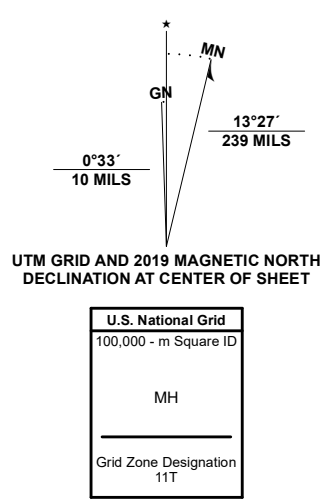 ★
MN
GN
13°27´
239 MILS
0°33´
10 MILS
UTM GRID AND 2019 MAGNETIC NORTH
DECLINATION AT CENTER OF SHEET
U.S. National Grid
100,000 - m Square ID
MH
Grid Zone Designation
11T